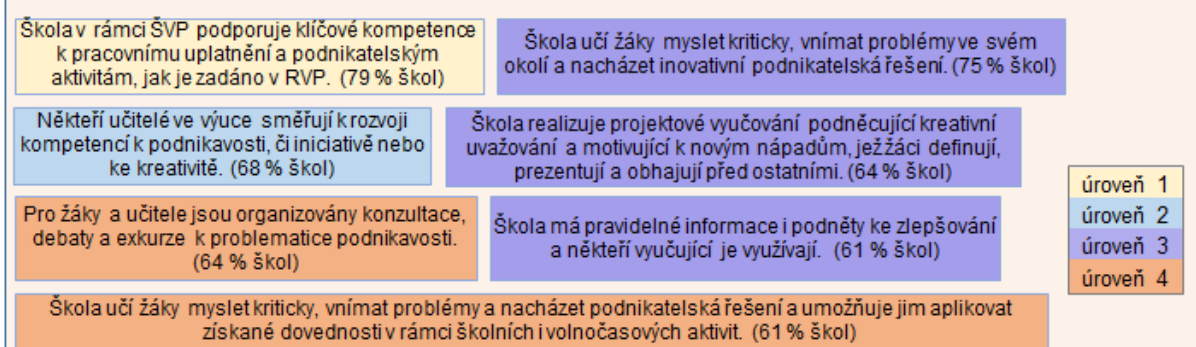 Škola v rámci ŠVP podporuje klíčové kompetence
k pracovnímu uplatnění a podnikatelským
aktivitám, jak je zadáno v RVP. (79 % škol)
Škola učí žáky myslet kriticky, vnímat problémy ve svém
okolí a nacházet inovativní podnikatelská řešení. (75 % škol)
Někteří učitelé ve výuce směřují k rozvoji
kompetencí k podnikavosti, či iniciativě nebo
ke kreativitě. (68 % škol)
Škola realizuje projektové vyučování podněcující kreativní
uvažování a motivující k novým nápadům, jež žáci definují,
prezentují a obhajují před ostatními. (64 % škol)
Pro žáky a učitele jsou organizovány konzultace,
debaty a exkurze k problematice podnikavosti.
(64 % škol)
Škola má pravidelné informace i podněty ke zlepšování
a někteří vyučující je využívají. (61 % škol)
Škola učí žáky myslet kriticky, vnímat problémy a nacházet podnikatelská řešení a umožňuje jim aplikovat
získané dovednosti v rámci školních i volnočasových aktivit. (61 % škol)
úroveň 1
úroveň 2
úroveň 3
úroveň 4